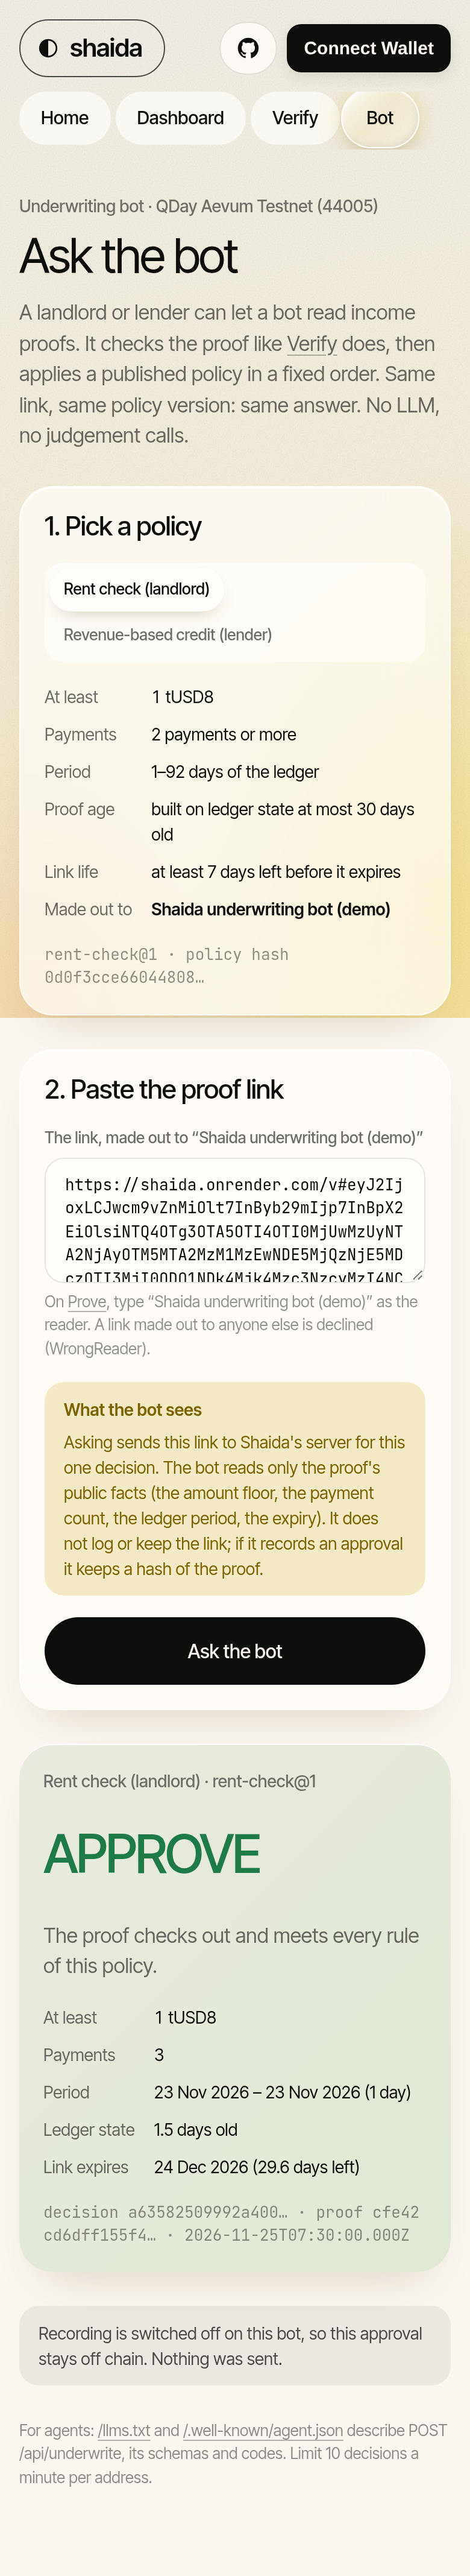 shaida
Connect Wallet
Home
Dashboard
Verify
Bot
Underwriting bot · QDay Aevum Testnet (44005)
Ask the bot
A landlord or lender can let a bot read income
proofs. It checks the proof like Verify does, then
applies a published policy in a fixed order. Same
link, same policy version: same answer. No LLM,
no judgement calls.
1. Pick a policy
Rent check (landlord)
Revenue-based credit (lender)
At least 1 tUSD8
Payments 2 payments or more
Period 1–92 days of the ledger
Proof age built on ledger state at most 30 days
old
Link life at least 7 days left before it expires
Made out to Shaida underwriting bot (demo)
rent-check@1 · policy hash
0d0f3cce66044808…
2. Paste the proof link
The link, made out to “Shaida underwriting bot (demo)”
https://shaida.onrender.com/v#eyJ2Ij
oxLCJwcm9vZnMiOlt7InByb29mIjp7InBpX2
EiOlsiNTQ4OTg3OTA5OTI4OTI0MjUwMzUyNT
A2NjAyOTM5MTA2MzM1MzEwNDE5MjQzNjE5MD
czOTI3MjI0ODQ1NDk4Mjk4Mzc3NzcyMzI4NC
On Prove, type “Shaida underwriting bot (demo)” as the
reader. A link made out to anyone else is declined
(WrongReader).
What the bot sees
Asking sends this link to Shaida's server for this
one decision. The bot reads only the proof's
public facts (the amount floor, the payment
count, the ledger period, the expiry). It does
not log or keep the link; if it records an approval
it keeps a hash of the proof.
Ask the bot
Rent check (landlord) · rent-check@1
APPROVE
The proof checks out and meets every rule
of this policy.
At least 1 tUSD8
Payments 3
Period 23 Nov 2026 – 23 Nov 2026 (1 day)
Ledger state 1.5 days old
Link expires 24 Dec 2026 (29.6 days left)
decision a63582509992a400… · proof cfe42
cd6dff155f4… · 2026-11-25T07:30:00.000Z
Recording is switched off on this bot, so this approval
stays off chain. Nothing was sent.
For agents: /llms.txt and /.well-known/agent.json describe POST
/api/underwrite, its schemas and codes. Limit 10 decisions a
minute per address.